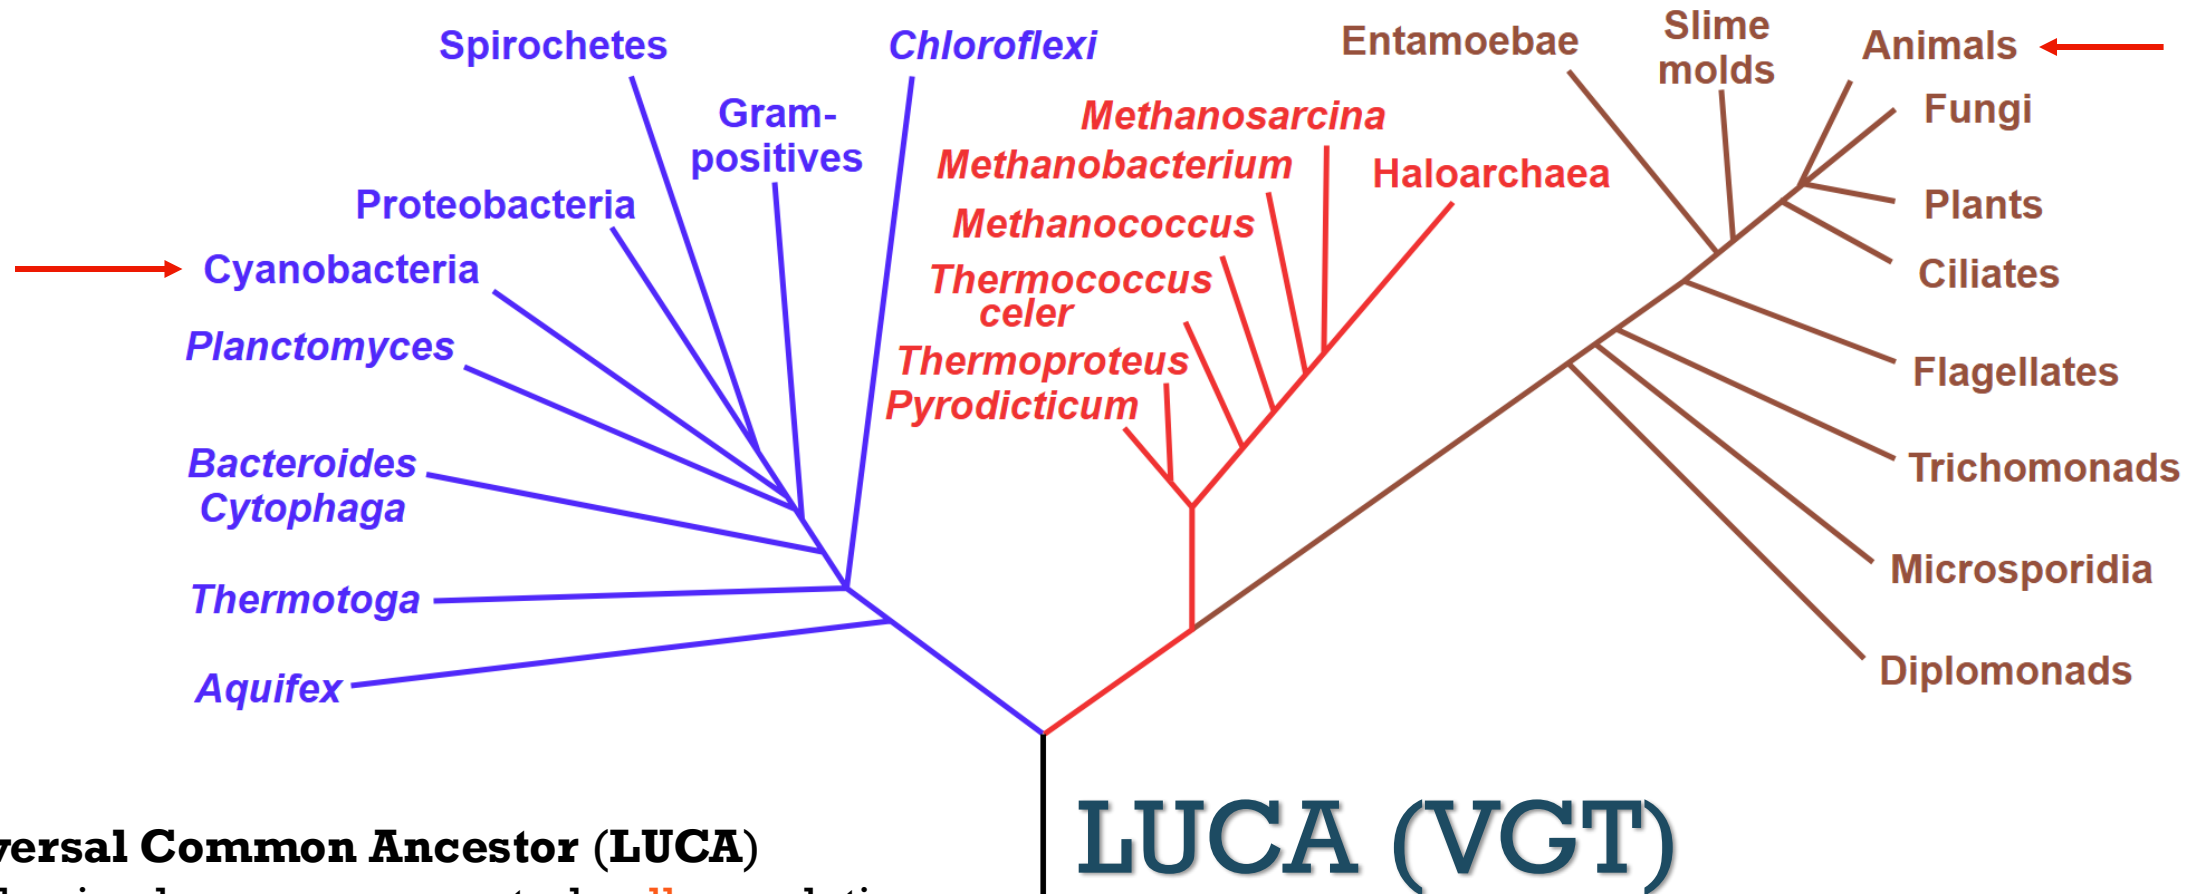 Spirochetes
Chloroflexi
Entamoebae
Slime
molds
Animals
Gram-
positives
Methanosarcina
Fungi
Methanobacterium
Haloarchaea
Proteobacteria
Methanococcus
Plants
Cyanobacteria
Thermococcus
celer
Ciliates
Planctomyces
Thermoproteus
Flagellates
Pyrodicticum
Bacteroides
Cytophaga
Trichomonads
Thermotoga
Microsporidia
Aquifex
Diplomonads
LUCA (VGT)
versal Common Ancestor (LUCA)